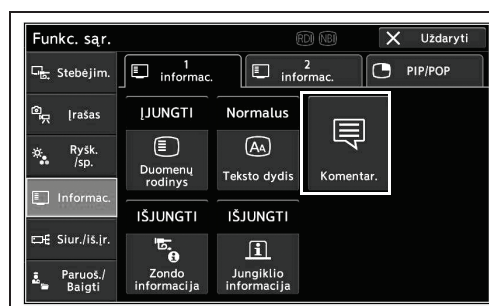 Funkc. sąr.
RDI NBI
Uždaryti
Stebėjim.
Įrašas
Ryšk.
/sp.
Informac.
Siur./iš.įr.
Paruoš./
Baigti
1
informac.
2
informac.
PIP/POP
ĮJUNGTI
Duomenų
rodinys
Normalus
AA
Teksto dydis
Komentar.
IŠJUNGTI
Zondo
informacija
IŠJUNGTI
Jungiklio
informacija